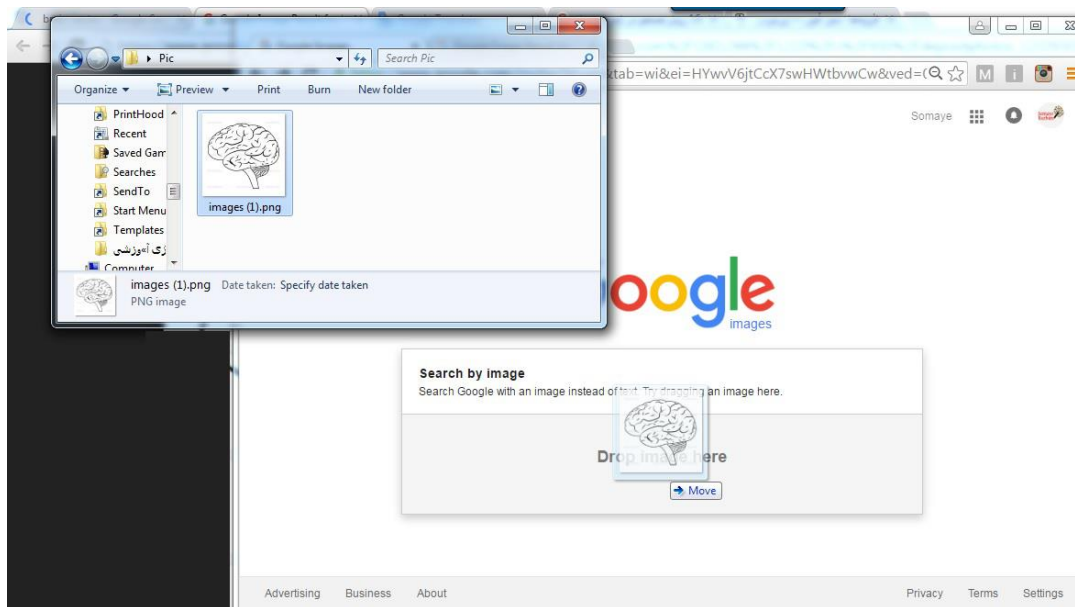 Pic
Search Pic
Organize
Preview
Print
Burn
New folder
PrintHood
Recent
Saved Gam
Searches
SendTo
Start Menu
Templates
زی آموزشی
Computer
images (1).png
images (1).png
Date taken: Specify date taken
PNG image
&tab=wi&ei=HYwvV6jtCcX7swHWtbvwCw&ved=(
M
i
Somaye
oogle
images
Search by image
Search Google with an image instead of text. Try dragging an image here.
Drop image here
Move
Advertising
Business
About
Privacy
Terms
Settings